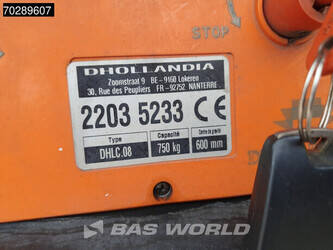 70289607
STOP
DHOLLANDIA
Zoomstraat 9 BE - 9160 Lokeren
30, Rue des Peupliers FR - 92752 NANTERRE
2203 5233 CE
Type Capacité
DHLC.08 750 kg 600 mm
BAS WORLD